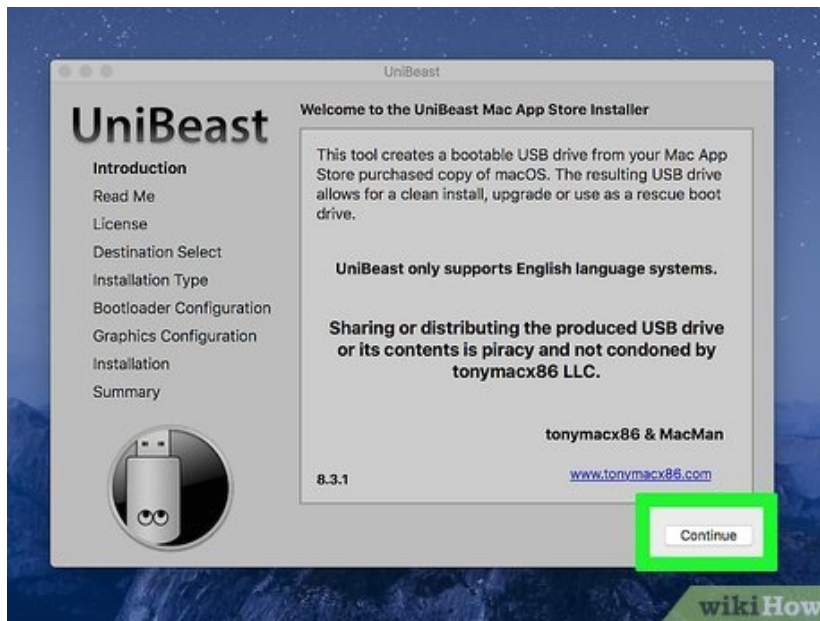 UniBeast
UniBeast
Introduction
Read Me
License
Destination Select
Installation Type
Bootloader Configuration
Graphics Configuration
Installation
Summary
Welcome to the UniBeast Mac App Store Installer
This tool creates a bootable USB drive from your Mac App
Store purchased copy of macOS. The resulting USB drive
allows for a clean install, upgrade or use as a rescue boot
drive.
UniBeast only supports English language systems.
Sharing or distributing the produced USB drive
or its contents is piracy and not condoned by
tonymacx86 LLC.
tonymacx86 & MacMan
8.3.1
www.tonymacx86.com
Continue
wikiHow